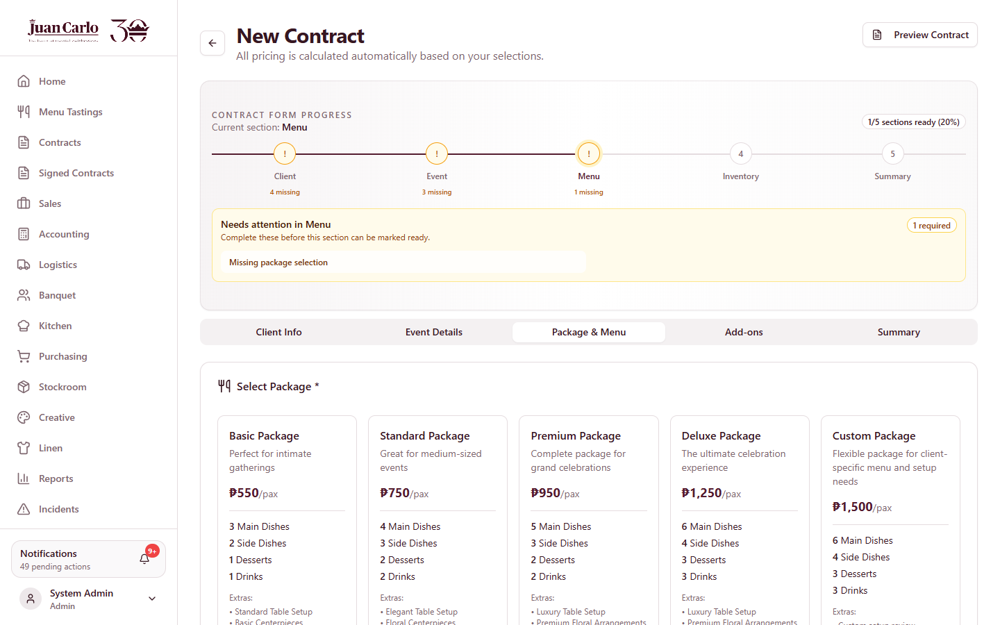 Juan Carlo 30
Home
Menu Tastings
Contracts
Signed Contracts
Sales
Accounting
Logistics
Banquet
Kitchen
Purchasing
Stockroom
Creative
Linen
Reports
Incidents
Notifications
49 pending actions
9+
System Admin
Admin
New Contract
All pricing is calculated automatically based on your selections.
Preview Contract
CONTRACT FORM PROGRESS
Current section: Menu
1/5 sections ready (20%)
! ! ! 4 5
Client Event Menu Inventory Summary
4 missing 3 missing 1 missing
Needs attention in Menu
1 required
Complete these before this section can be marked ready.
Missing package selection
Client Info Event Details Package & Menu Add-ons Summary
Select Package *
Basic Package
Perfect for intimate
gatherings
₱550/pax
3 Main Dishes
2 Side Dishes
1 Desserts
1 Drinks
Extras:
• Standard Table Setup
• Basic Centerpieces
Standard Package
Great for medium-sized
events
₱750/pax
4 Main Dishes
3 Side Dishes
2 Desserts
2 Drinks
Extras:
• Elegant Table Setup
• Floral Centerpieces
Premium Package
Complete package for
grand celebrations
₱950/pax
5 Main Dishes
3 Side Dishes
2 Desserts
2 Drinks
Extras:
• Luxury Table Setup
• Premium Floral Arrangements
Deluxe Package
The ultimate celebration
experience
₱1,250/pax
6 Main Dishes
4 Side Dishes
3 Desserts
3 Drinks
Extras:
• Luxury Table Setup
• Premium Floral Arrangements
Custom Package
Flexible package for client-
specific menu and setup
needs
₱1,500/pax
6 Main Dishes
4 Side Dishes
3 Desserts
3 Drinks
Extras:
• Custom setup review